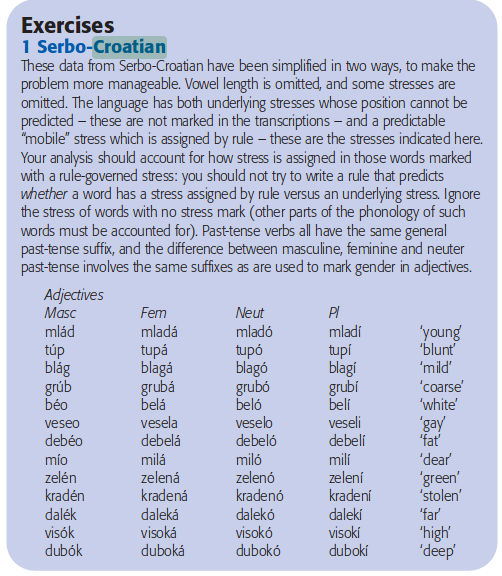 Exercises
1 Serbo-Croatian
These data from Serbo-Croatian have been simplified in two ways, to make the
problem more manageable. Vowel length is omitted, and some stresses are
omitted. The language has both underlying stresses whose position cannot be
predicted – these are not marked in the transcriptions – and a predictable
“mobile” stress which is assigned by rule – these are the stresses indicated here.
Your analysis should account for how stress is assigned in those words marked
with a rule-governed stress: you should not try to write a rule that predicts
whether a word has a stress assigned by rule versus an underlying stress. Ignore
the stress of words with no stress mark (other parts of the phonology of such
words must be accounted for). Past-tense verbs all have the same general
past-tense suffix, and the difference between masculine, feminine and neuter
past-tense involves the same suffixes as are used to mark gender in adjectives.
Adjectives
Masc Fem Neut Pl
mlád mladá mladó mladí ‘young’
túp tupá tupó tupí ‘blunt’
blág blagá blagó blagí ‘mild’
grúb grubá grubó grubí ‘coarse’
béo belá beló belí ‘white’
veseo vesela veselo veseli ‘gay’
debéo debelá debeló debelí ‘fat’
mío milá miló milí ‘dear’
zelén zelená zelenó zelení ‘green’
kradén kradená kradenó kradení ‘stolen’
dalék daleká dalekó dalekí ‘far’
visók visoká visokó visokí ‘high’
dubók duboká dubokó dubokí ‘deep’